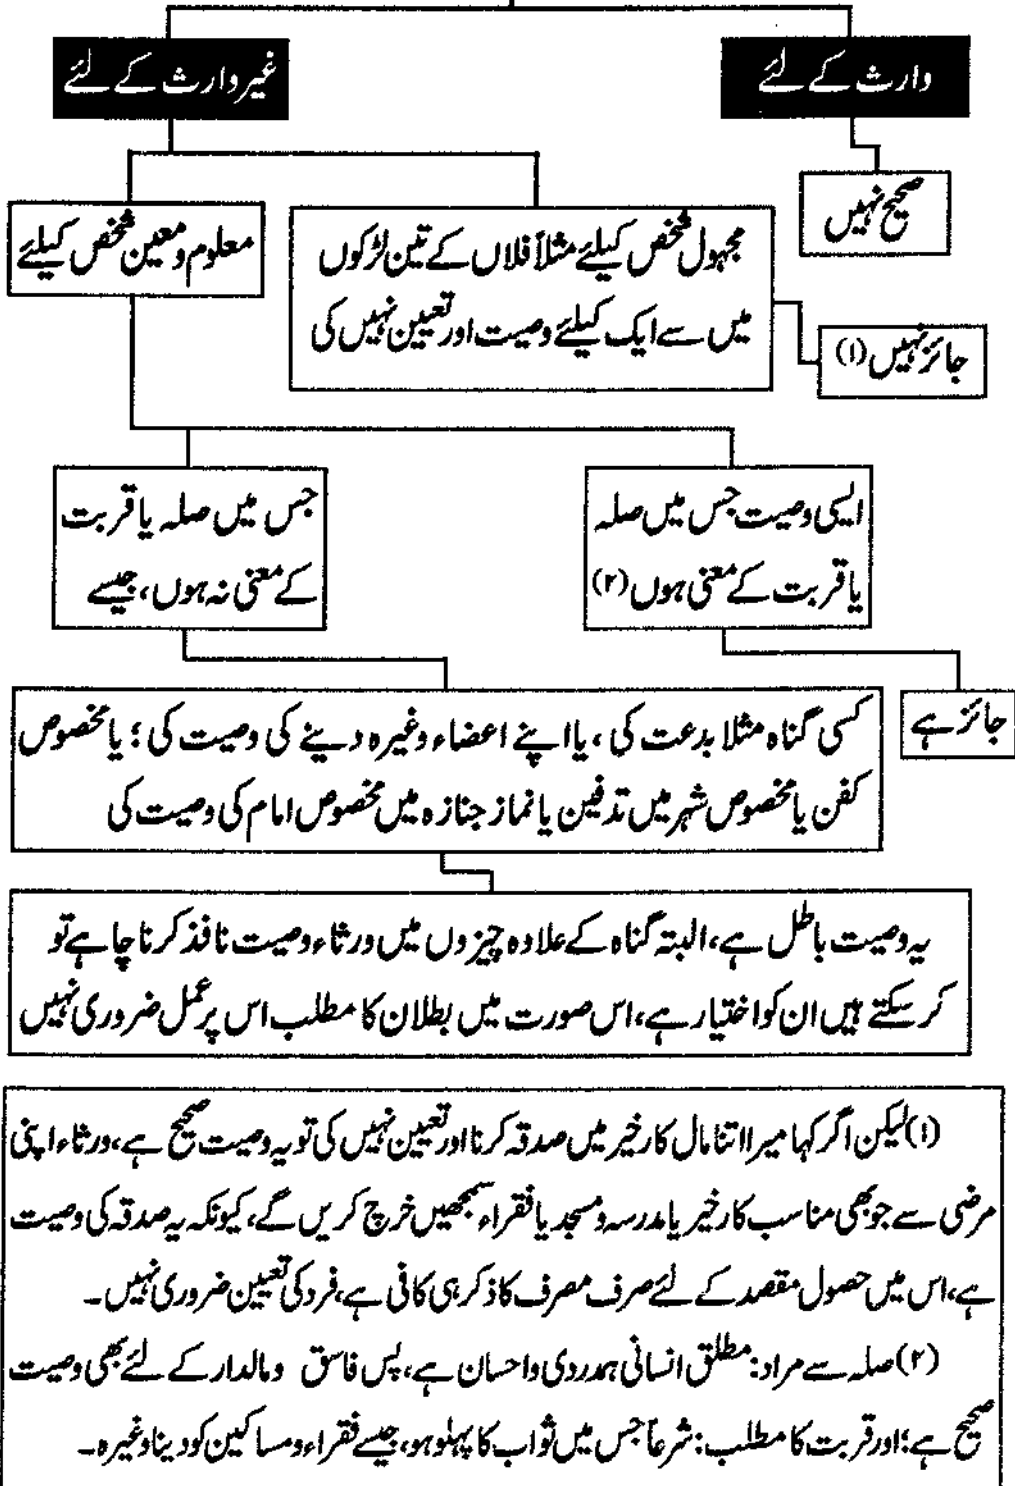 وارث کے لئے
غیر وارث کے لئے
صحیح نہیں
مجہول شخص کیلئے مثلاً فلاں کے تین لڑکوں
میں سے ایک کیلئے وصیت اور تعیین نہیں کی
معلوم و معین شخص کیلئے
جائز نہیں (۱)
ایسی وصیت جس میں صلہ
یا قربت کے معنی ہوں (۲)
جس میں صلہ یا قربت
کے معنی نہ ہوں، جیسے
جائز ہے
کسی گناہ مثلا بدعت کی، یا اپنے اعضاء وغیرہ دینے کی وصیت کی؛ یا مخصوص
کفن یا مخصوص شہر میں تدفین یا نماز جنازہ میں مخصوص امام کی وصیت کی
یہ وصیت باطل ہے، البتہ گناہ کے علاوہ چیزوں میں ورثاء وصیت نافذ کرنا چاہے تو
کر سکتے ہیں ان کو اختیار ہے، اس صورت میں بطلان کا مطلب اس پر عمل ضروری نہیں
(۱) لیکن اگر کہا میرا اتنا مال کار خیر میں صدقہ کرنا اور تعیین نہیں کی تو یہ وصیت صحیح ہے، ورثاء اپنی
مرضی سے جو بھی مناسب کار خیر یا مدرسہ و مسجد یا فقراء سمجھیں خرچ کریں گے، کیونکہ یہ صدقہ کی وصیت
ہے، اس میں حصول مقصد کے لئے صرف مصرف کا ذکر ہی کافی ہے، فرد کی تعیین ضروری نہیں۔
(۲) صلہ سے مراد: مطلق انسانی ہمدردی و احسان ہے، پس فاسق و مالدار کے لئے بھی وصیت
صحیح ہے؛ اور قربت کا مطلب: شرعاً جس میں ثواب کا پہلو ہو، جیسے فقراء و مساکین کو دینا وغیرہ۔